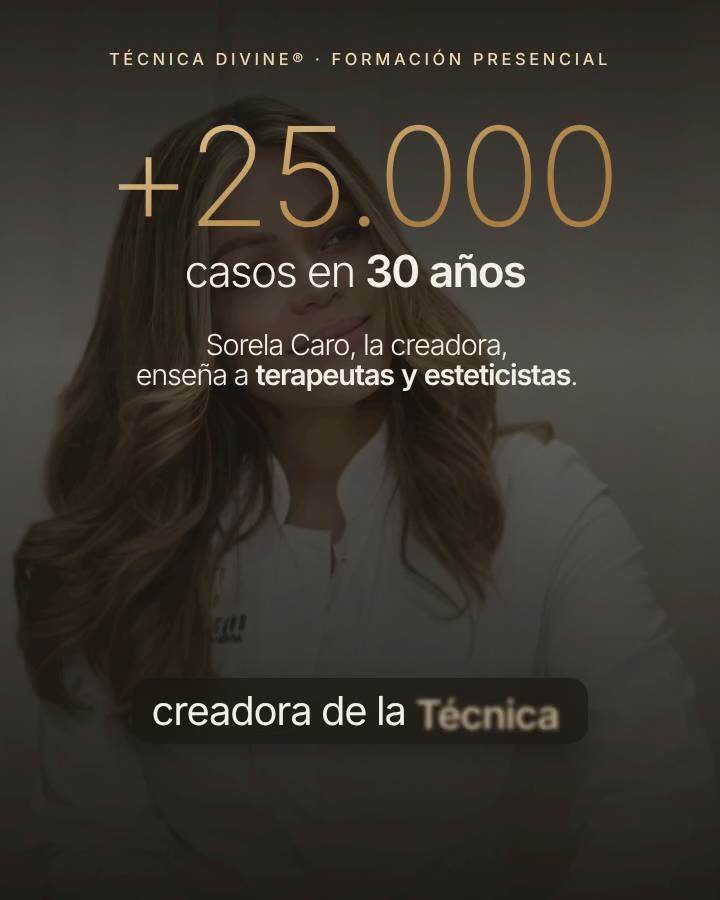 TÉCNICA DIVINE® · FORMACIÓN PRESENCIAL
+25.000
casos en 30 años
Sorela Caro, la creadora,
enseña a terapeutas y esteticistas.
creadora de la Técnica